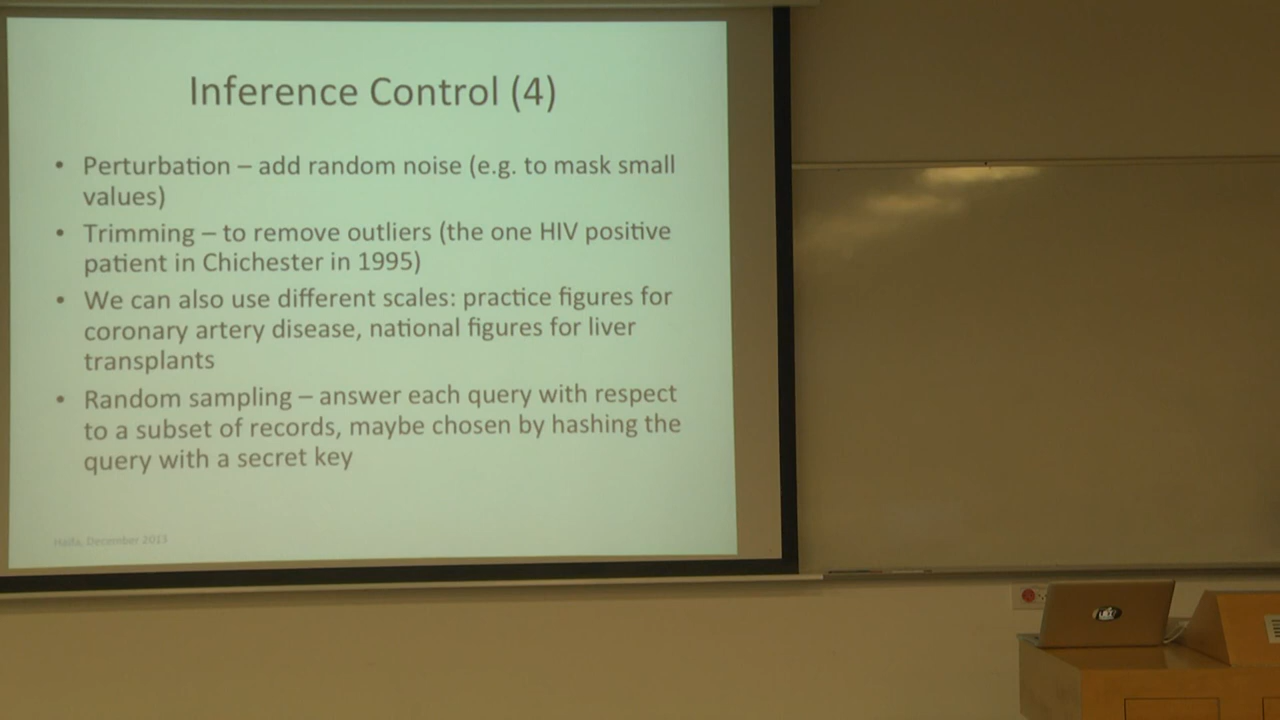 Inference Control (4)
• Perturbation – add random noise (e.g. to mask small
values)
• Trimming – to remove outliers (the one HIV positive
patient in Chichester in 1995)
• We can also use different scales: practice figures for
coronary artery disease, national figures for liver
transplants
• Random sampling – answer each query with respect
to a subset of records, maybe chosen by hashing the
query with a secret key
Haifa, December 2013